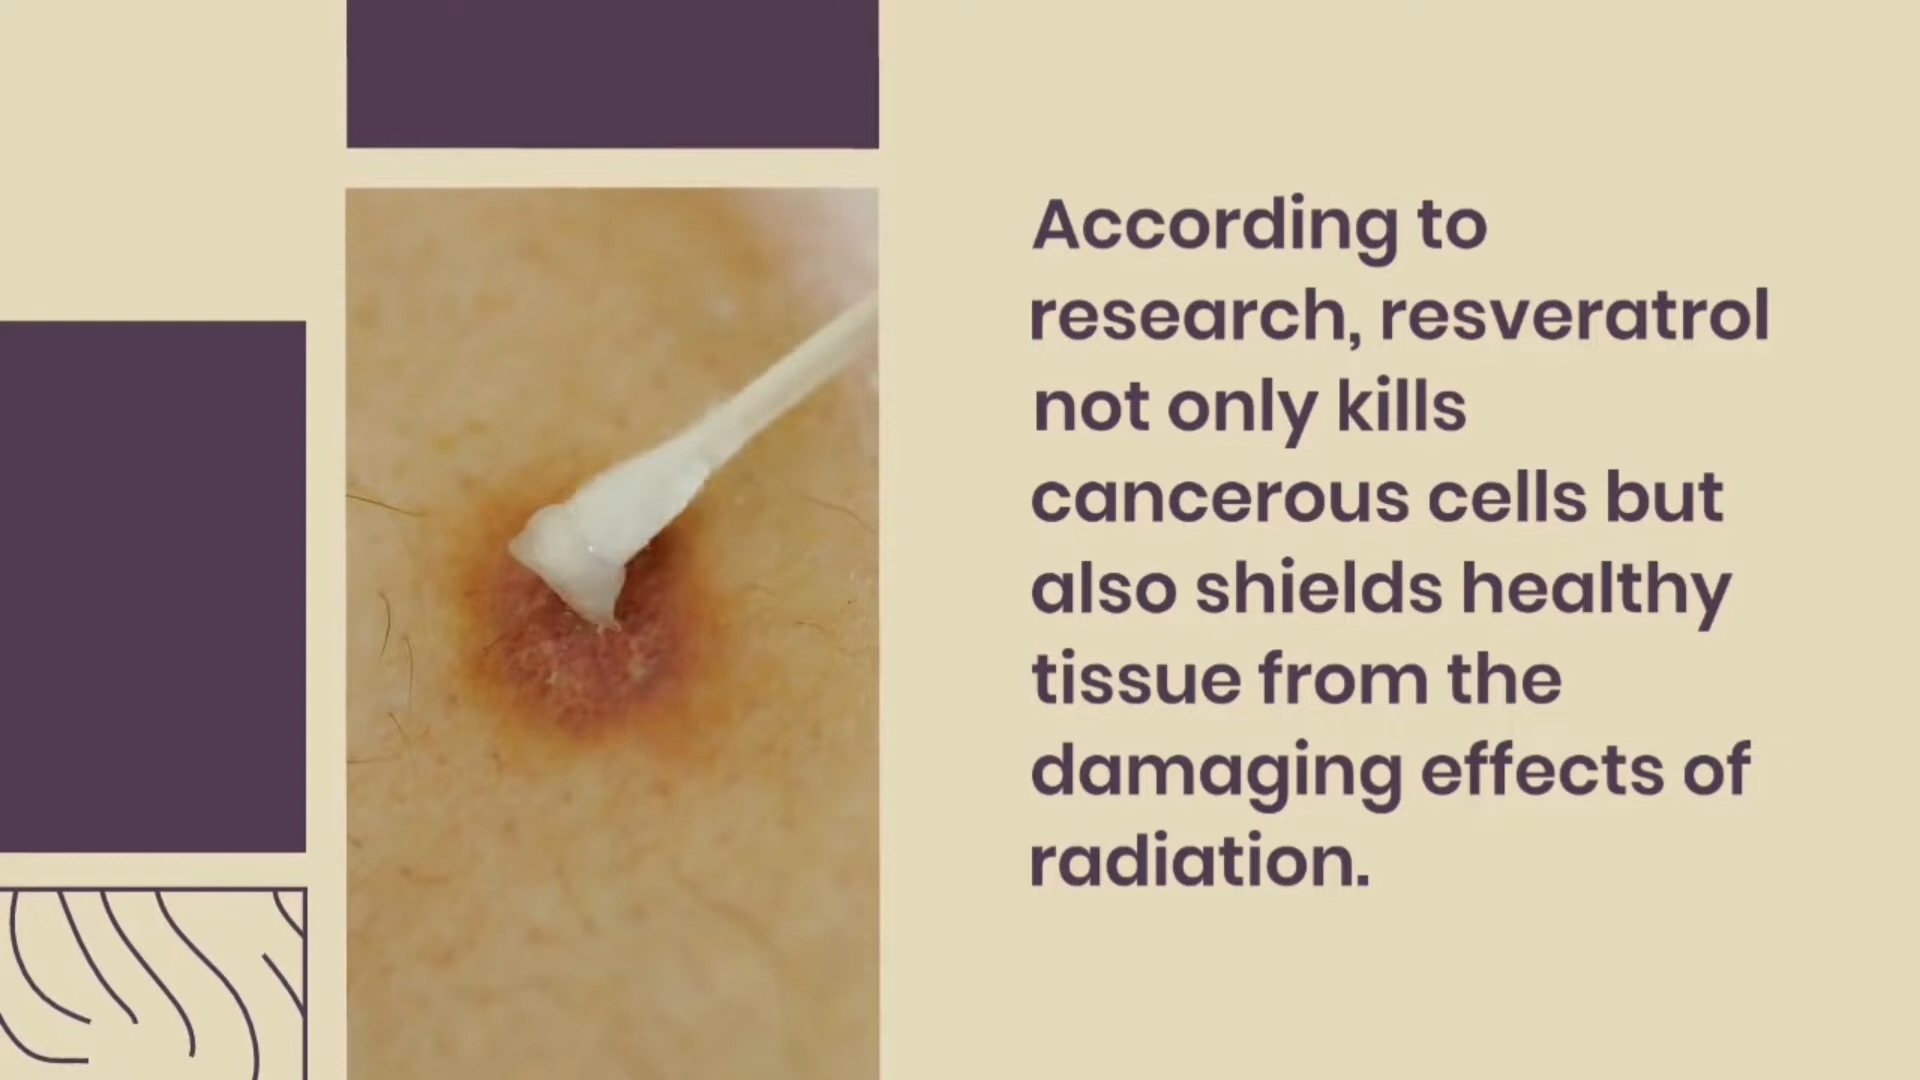 According to
research, resveratrol
not only kills
cancerous cells but
also shields healthy
tissue from the
damaging effects of
radiation.